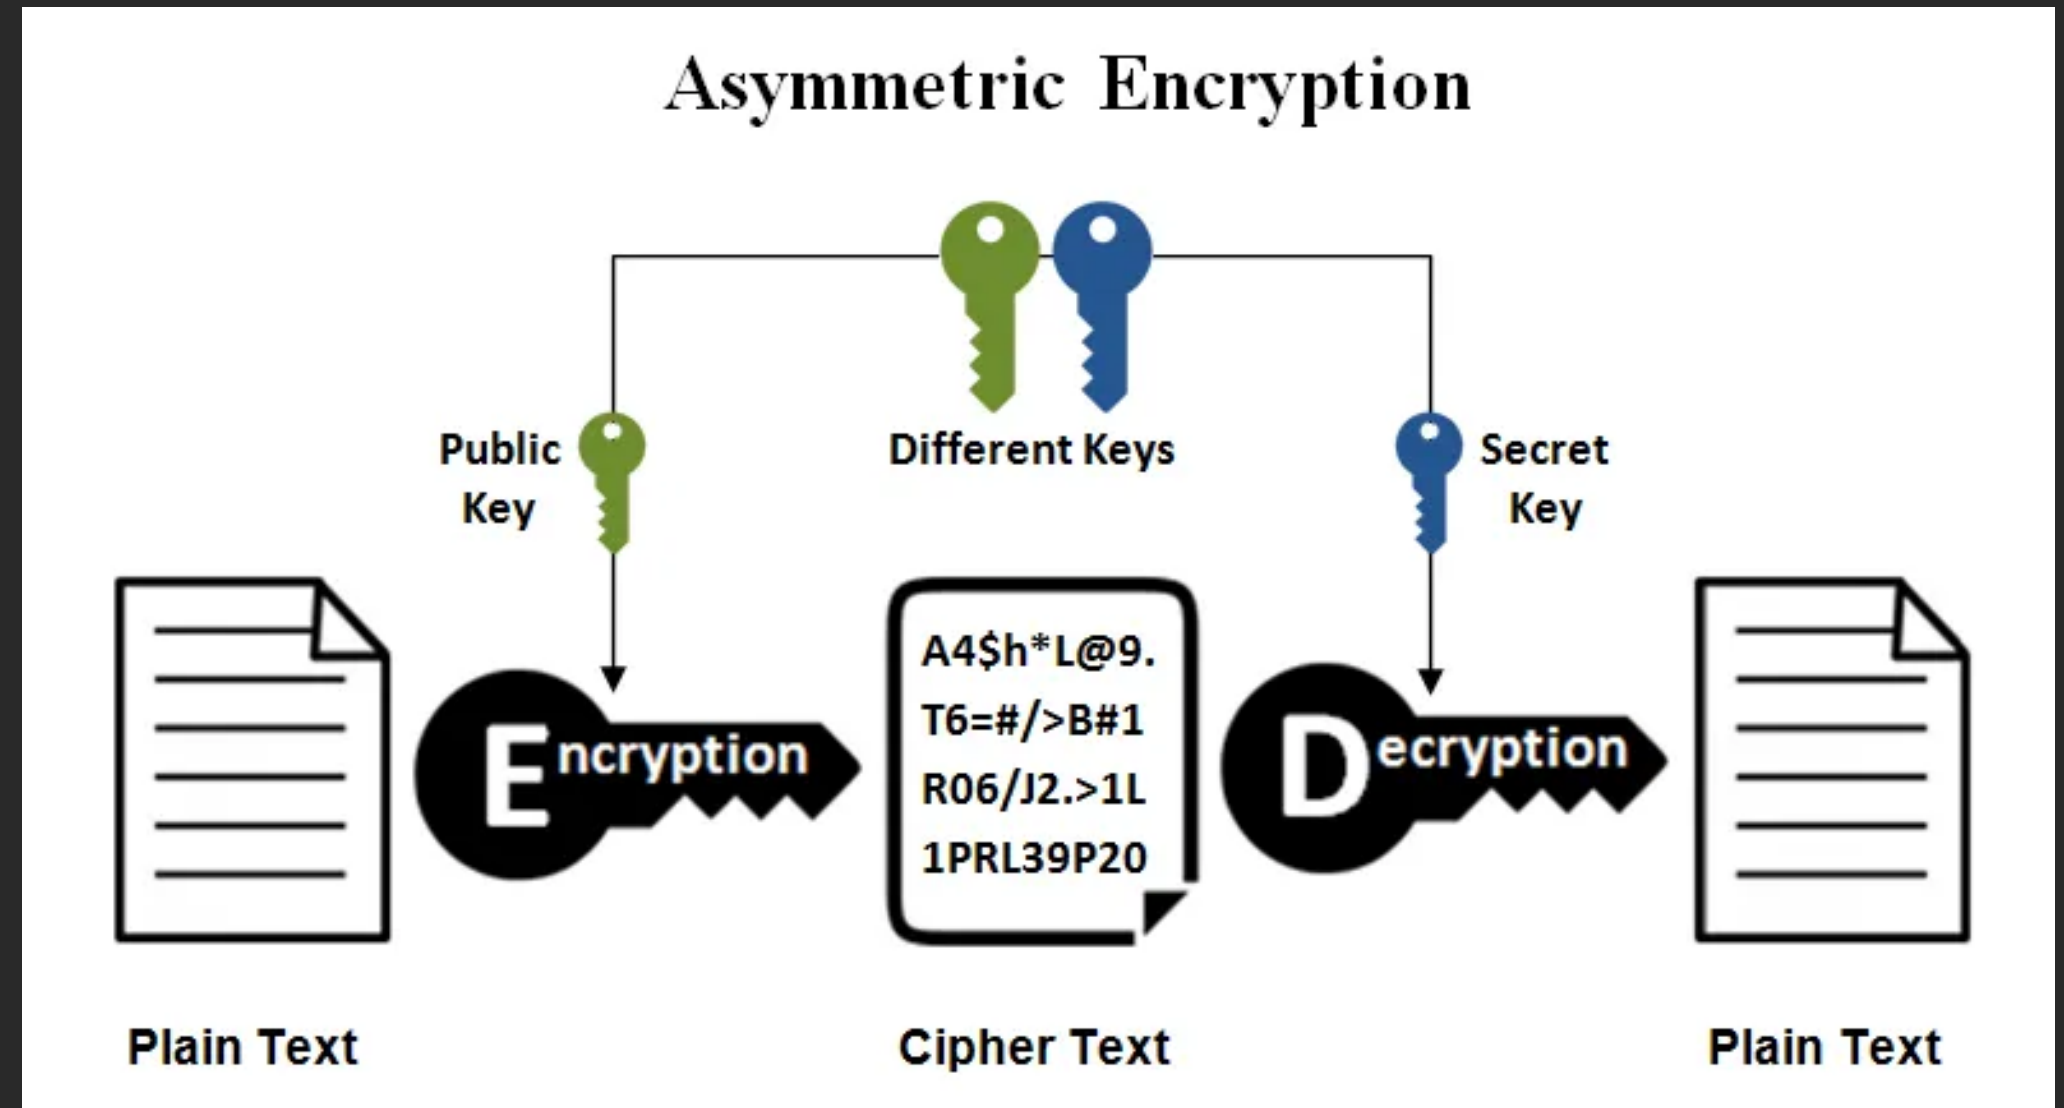 Asymmetric Encryption
Public
Key
Different Keys
Secret
Key
Encryption
A4$h*L@9.
T6=#/>B#1
R06/J2.>1L
1PRL39P20
Decryption
Plain Text
Cipher Text
Plain Text